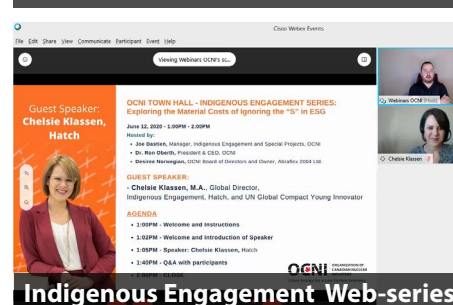 Cisco Webex Events
File Edit Share View Communicate Participant Event Help
Viewing Webinars OCNI's sc...
Guest Speaker:
Chelsie Klassen,
Hatch
OCNI TOWN HALL - INDIGENOUS ENGAGEMENT SERIES:
Exploring the Material Costs of Ignoring the "S" in ESG
June 12, 2020 - 1:00PM - 2:00PM
Hosted by:
• Joe Bastien, Manager, Indigenous Engagement and Special Projects, OCNI
• Dr. Ron Oberth, President & CEO, OCNI
• Desiree Norwegian, OCNI Board of Directors and Owner, Abraflex 2004 Ltd.
GUEST SPEAKER:
- Chelsie Klassen, M.A., Global Director,
Indigenous Engagement, Hatch, and UN Global Compact Young Innovator
AGENDA
• 1:00PM - Welcome and Instructions
• 1:02PM - Welcome and Introduction of Speaker
• 1:05PM - Speaker: Chelsie Klassen, Hatch
• 1:40PM - Q&A with participants
OCNI ORGANIZATION OF
CANADIAN NUCLEAR
Webinars OCNI (Host)
Chelsie Klassen
Indigenous Engagement Web-series